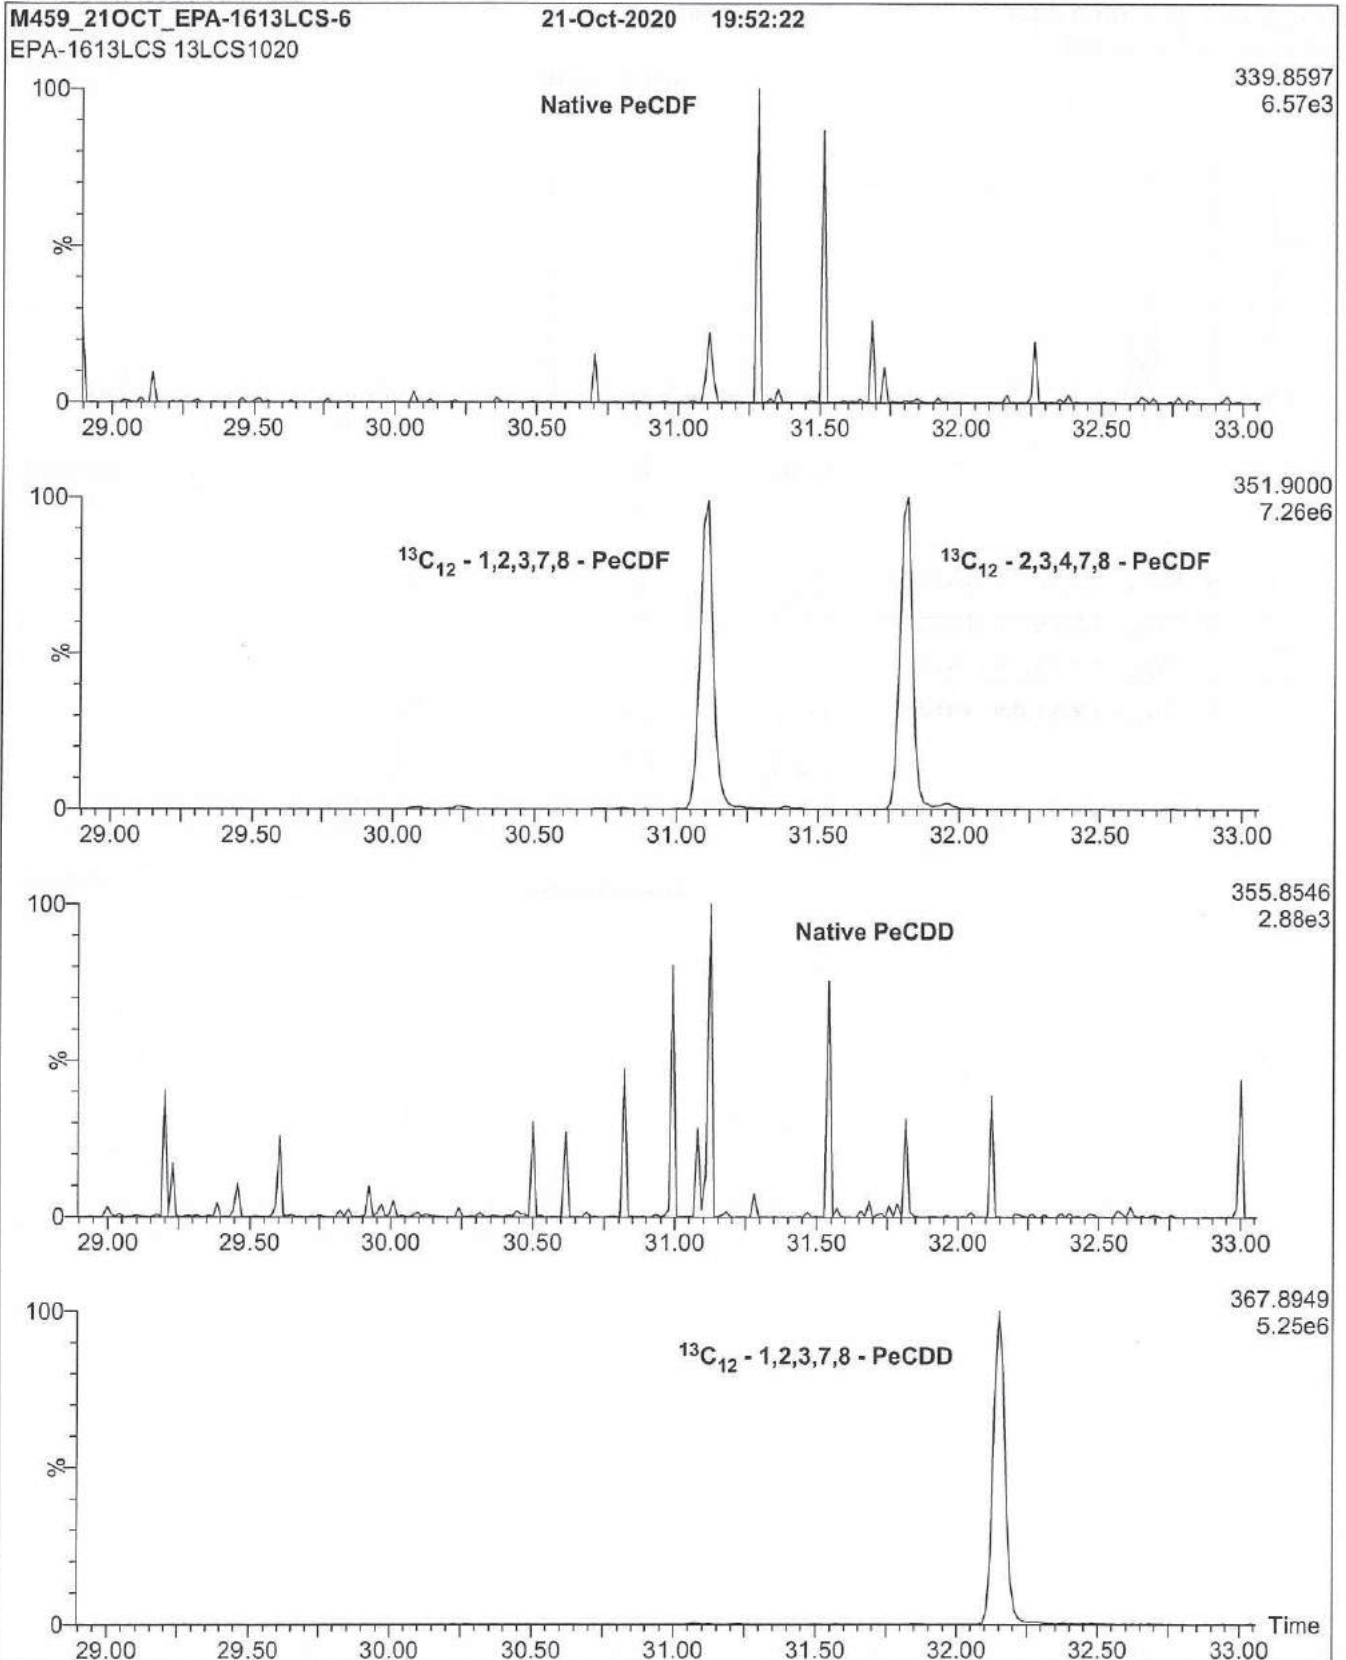 M459_21OCT_EPA-1613LCS-6 21-Oct-2020 19:52:22
EPA-1613LCS 13LCS1020
339.8597
6.57e3
Native PeCDF
100
%
0
29.00 29.50 30.00 30.50 31.00 31.50 32.00 32.50 33.00
351.9000
7.26e6
¹³C₁₂ - 1,2,3,7,8 - PeCDF ¹³C₁₂ - 2,3,4,7,8 - PeCDF
100
%
0
29.00 29.50 30.00 30.50 31.00 31.50 32.00 32.50 33.00
355.8546
2.88e3
Native PeCDD
100
%
0
29.00 29.50 30.00 30.50 31.00 31.50 32.00 32.50 33.00
367.8949
5.25e6
¹³C₁₂ - 1,2,3,7,8 - PeCDD
100
%
0
Time
29.00 29.50 30.00 30.50 31.00 31.50 32.00 32.50 33.00